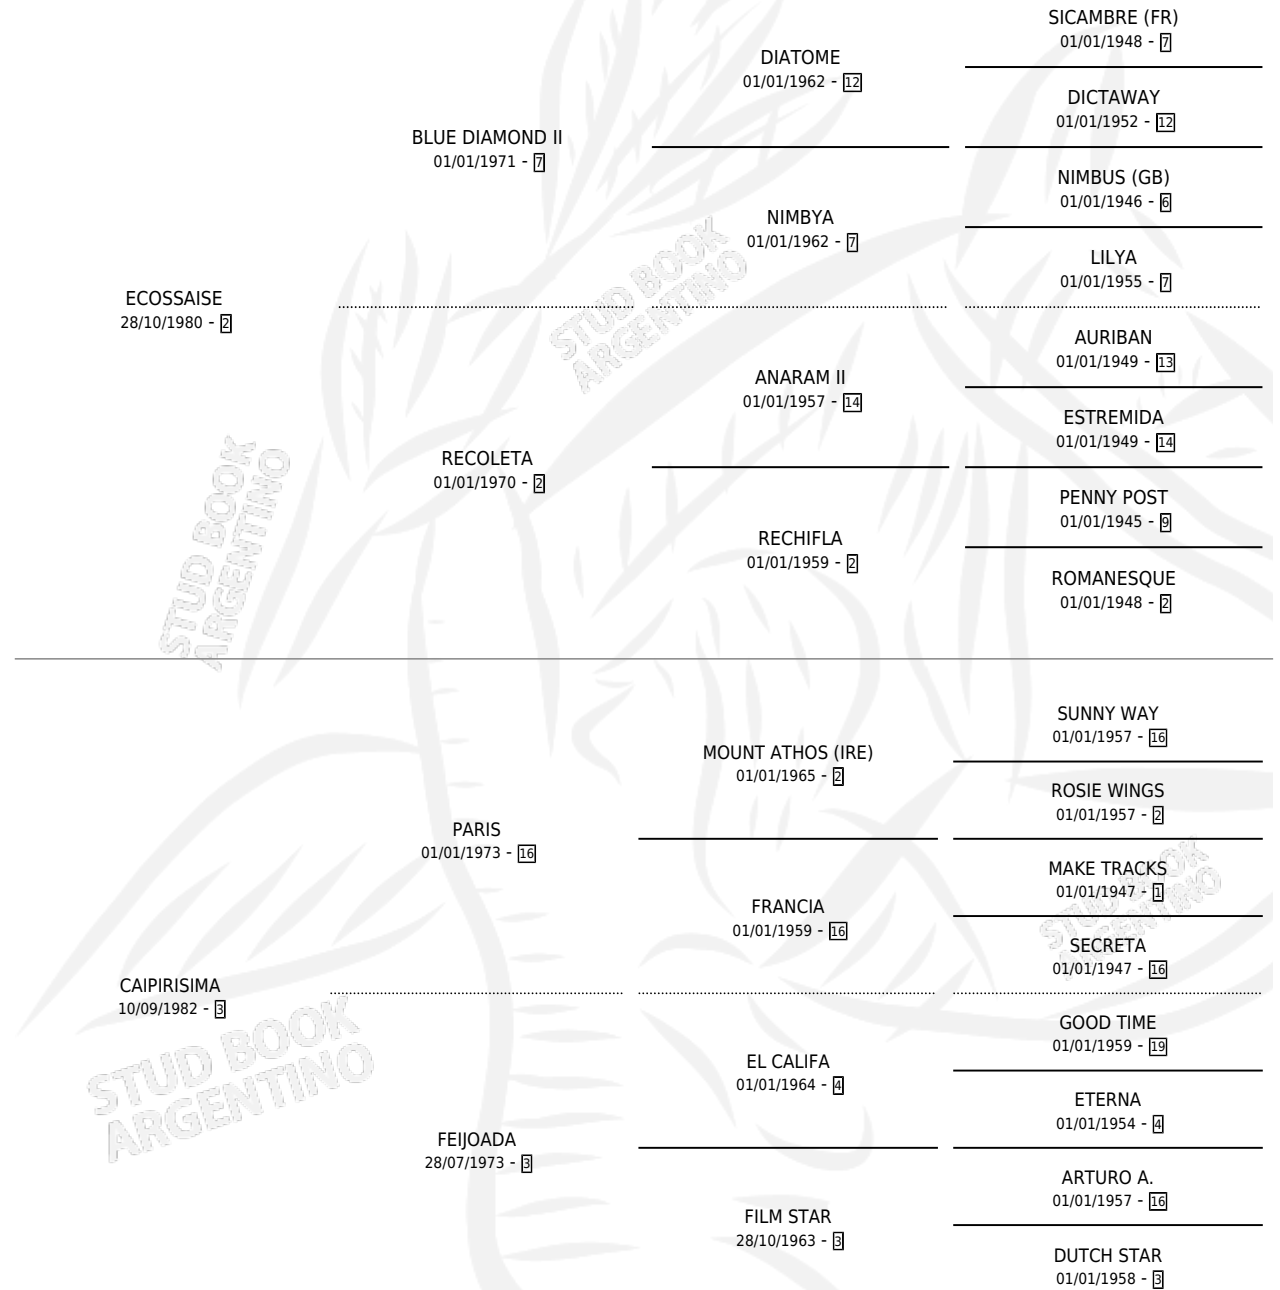 SICAMBRE (FR)
01/01/1948 - 7
DIATOME
01/01/1962 - 12
DICTAWAY
01/01/1952 - 12
BLUE DIAMOND II
01/01/1971 - 7
NIMBUS (GB)
01/01/1946 - 6
NIMBYA
01/01/1962 - 7
LILYA
01/01/1955 - 7
ECOSSAISE
28/10/1980 - 2
AURIBAN
01/01/1949 - 13
ANARAM II
01/01/1957 - 14
ESTREMIDA
01/01/1949 - 14
RECOLETA
01/01/1970 - 2
PENNY POST
01/01/1945 - 9
RECHIFLA
01/01/1959 - 2
ROMANESQUE
01/01/1948 - 2
SUNNY WAY
01/01/1957 - 16
MOUNT ATHOS (IRE)
01/01/1965 - 2
ROSIE WINGS
01/01/1957 - 2
PARIS
01/01/1973 - 16
MAKE TRACKS
01/01/1947 - 1
FRANCIA
01/01/1959 - 16
SECRETA
01/01/1947 - 16
CAIPIRISIMA
10/09/1982 - 3
GOOD TIME
01/01/1959 - 19
EL CALIFA
01/01/1964 - 4
ETERNA
01/01/1954 - 4
FEIJOADA
28/07/1973 - 3
ARTURO A.
01/01/1957 - 16
FILM STAR
28/10/1963 - 3
DUTCH STAR
01/01/1958 - 3
STUD BOOK
ARGENTINO
STUD BOOK
ARGENTINO
STUD BOOK
ARGENTINO
STUD BOOK
ARGENTINO